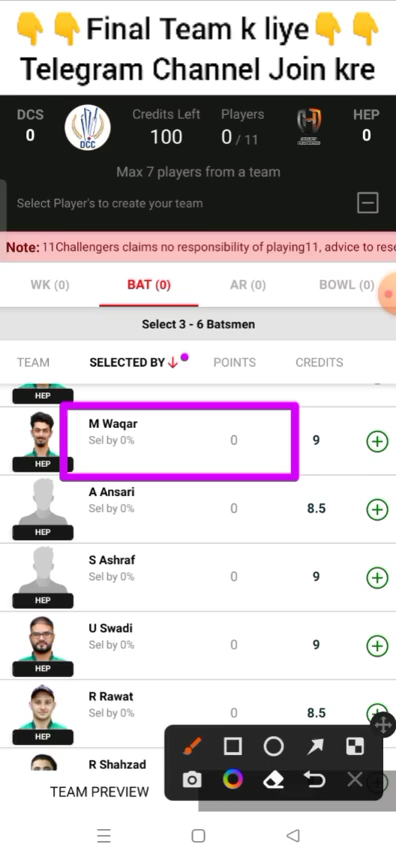 👇👇Final Team k liye👇👇
Telegram Channel Join kre
DCS
0
DCC
Credits Left
100
Players
0 / 11
HEP
0
Max 7 players from a team
Select Player's to create your team
Note: 11Challengers claims no responsibility of playing11, advice to rese
WK (0)
BAT (0)
AR (0)
BOWL (0)
Select 3 - 6 Batsmen
TEAM
SELECTED BY
POINTS
CREDITS
HEP
M Waqar
Sel by 0%
0
9
HEP
A Ansari
Sel by 0%
0
8.5
HEP
S Ashraf
Sel by 0%
0
9
HEP
U Swadi
Sel by 0%
0
9
HEP
R Rawat
Sel by 0%
0
8.5
HEP
R Shahzad
TEAM PREVIEW